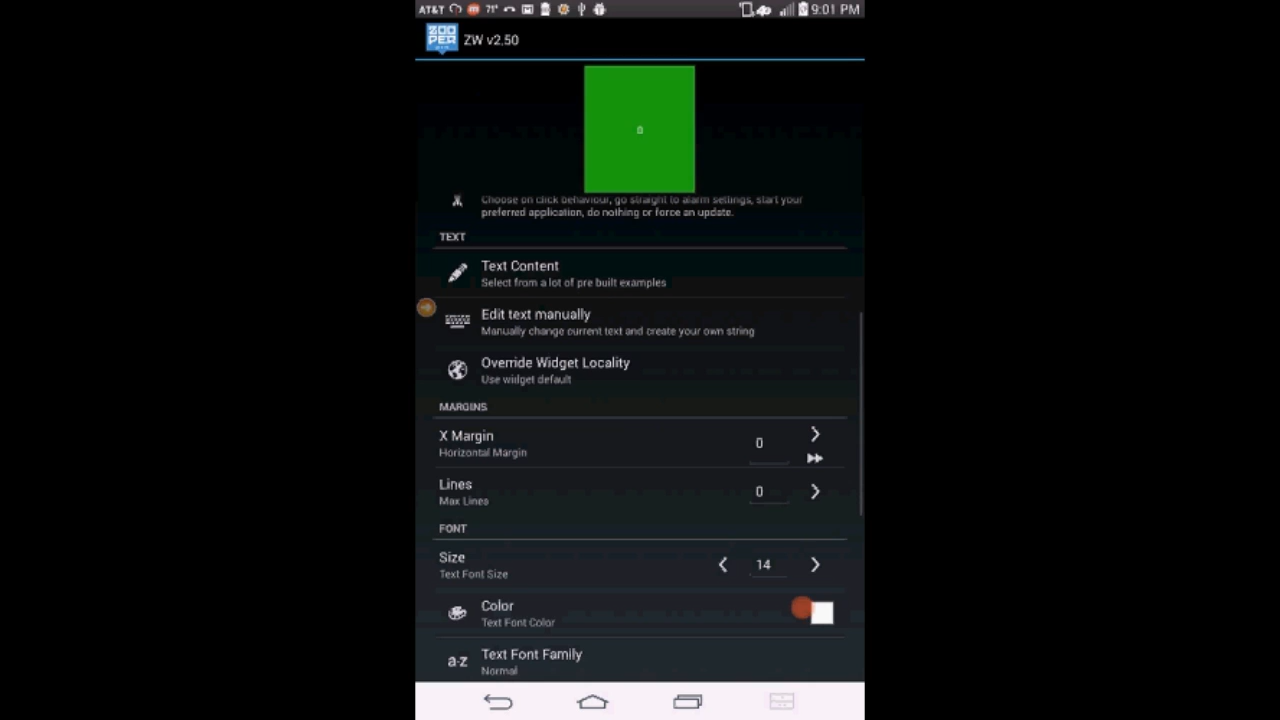 AT&T
71°
9:01 PM
ZOO
PER
ZW v2.50
0
Choose on click behaviour, go straight to alarm settings, start your
preferred application, do nothing or force an update.
TEXT
Text Content
Select from a lot of pre built examples
Edit text manually
Manually change current text and create your own string
Override Widget Locality
Use widget default
MARGINS
X Margin
0
Horizontal Margin
Lines
0
Max Lines
FONT
Size
14
Text Font Size
Color
Text Font Color
a-z
Text Font Family
Normal